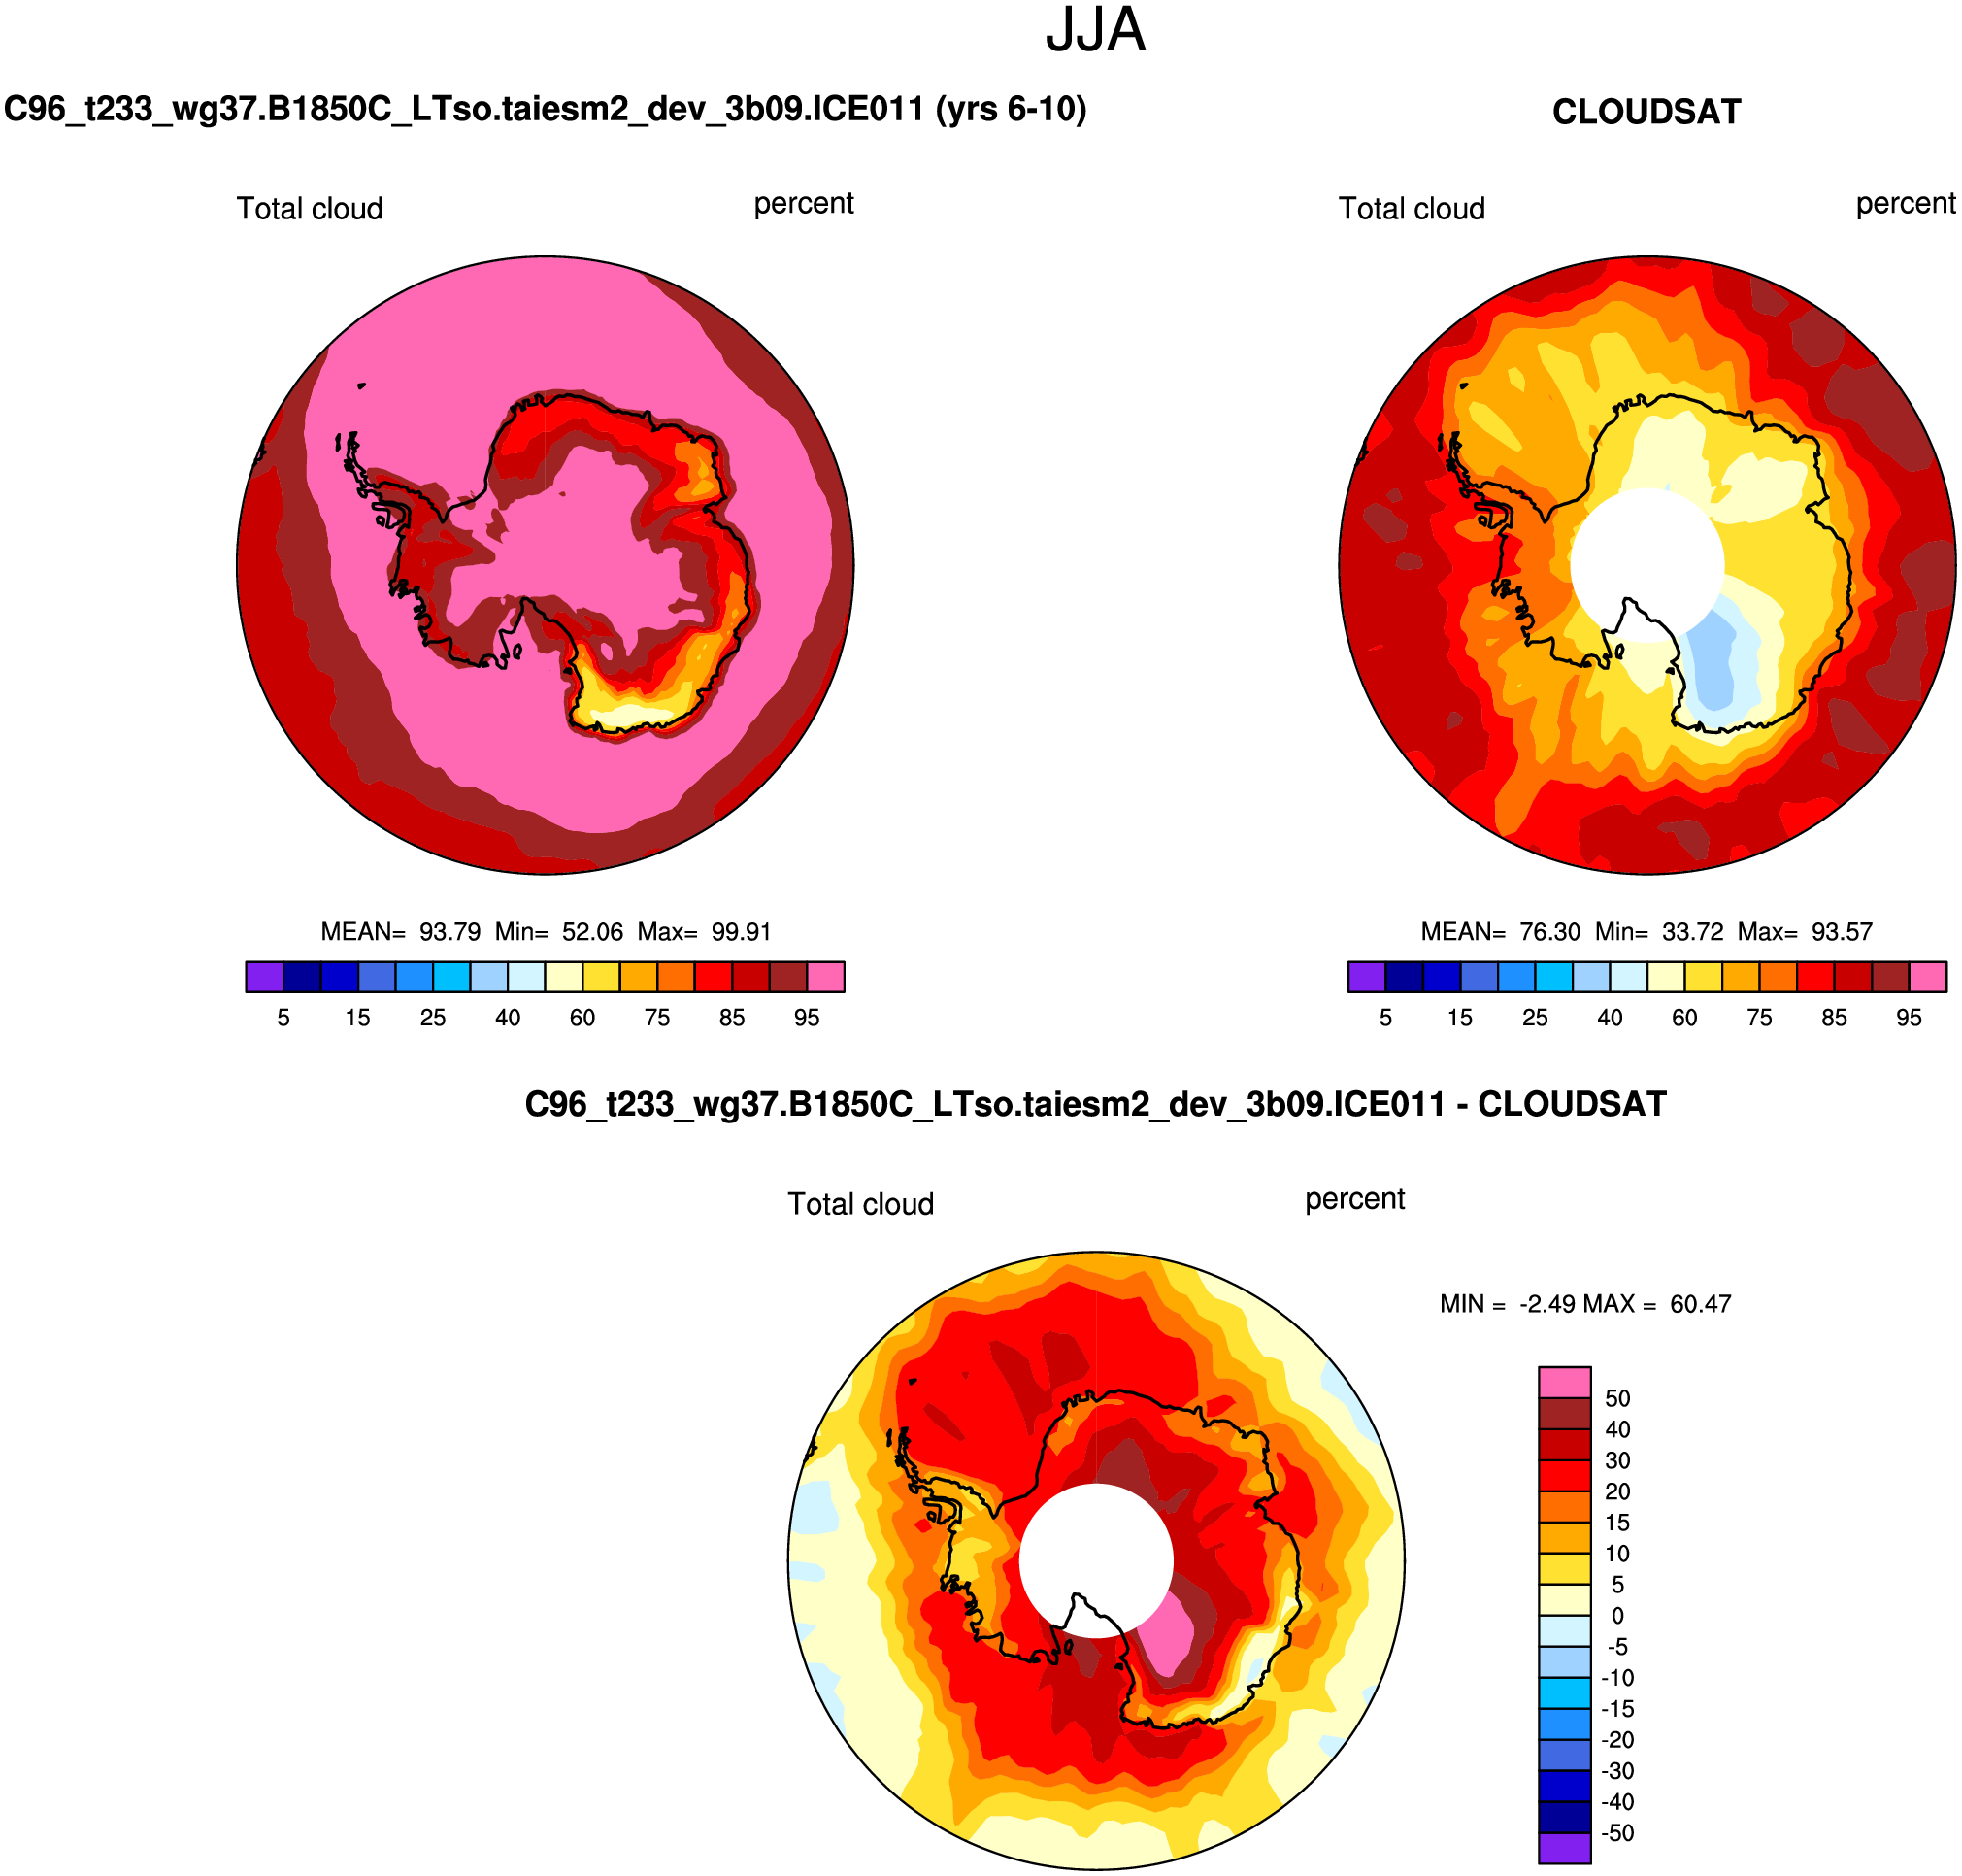 JJA
C96_t233_wg37.B1850C_LTso.taiesm2_dev_3b09.ICE011 (yrs 6-10)
CLOUDSAT
Total cloud percent
Total cloud percent
MEAN= 93.79 Min= 52.06 Max= 99.91
MEAN= 76.30 Min= 33.72 Max= 93.57
5 15 25 40 60 75 85 95
5 15 25 40 60 75 85 95
C96_t233_wg37.B1850C_LTso.taiesm2_dev_3b09.ICE011 - CLOUDSAT
Total cloud percent
MIN = -2.49 MAX = 60.47
50
40
30
20
15
10
5
0
-5
-10
-15
-20
-30
-40
-50